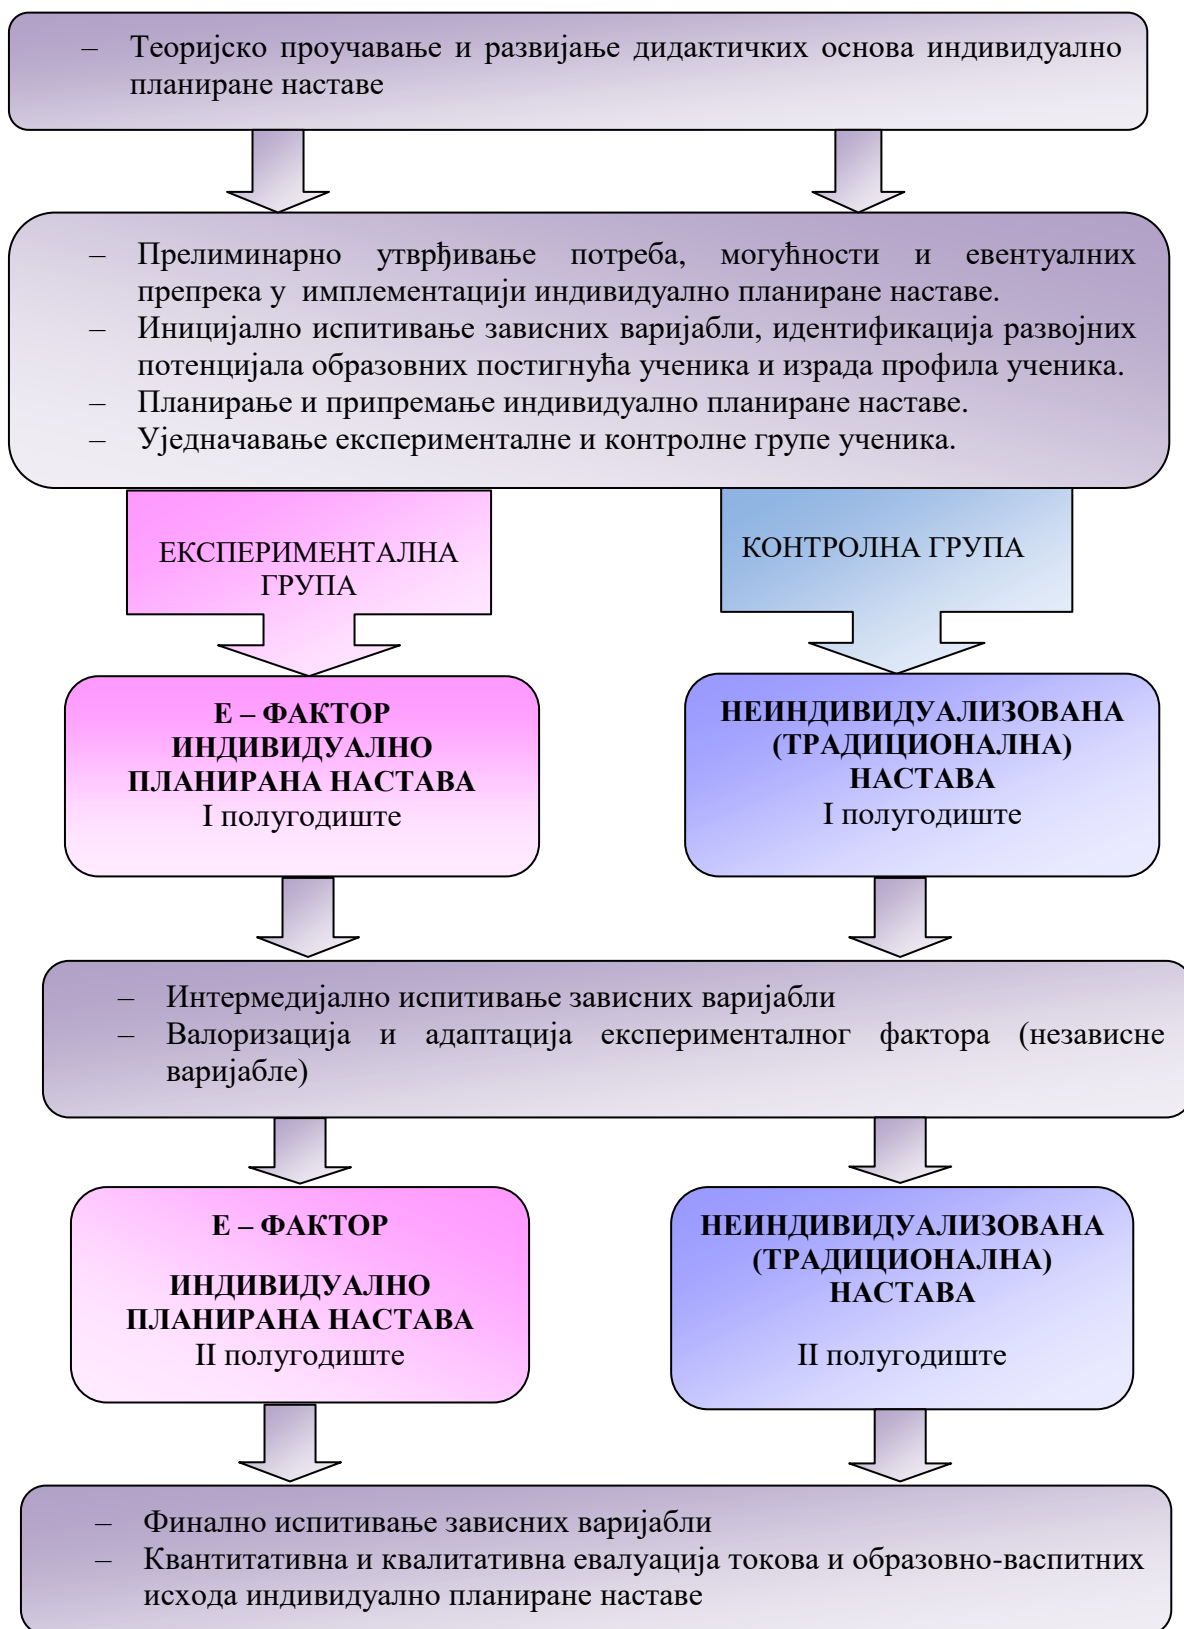 – Теоријско проучавање и развијање дидактичких основа индивидуално
планиране наставе
– Прелиминарно утврђивање потреба, могућности и евентуалних
препрека у имплементацији индивидуално планиране наставе.
– Иницијално испитивање зависних варијабли, идентификација развојних
потенцијала образовних постигнућа ученика и израда профила ученика.
– Планирање и припремање индивидуално планиране наставе.
– Уједначавање експерименталне и контролне групе ученика.
ЕКСПЕРИМЕНТАЛНА
ГРУПА
КОНТРОЛНА ГРУПА
Е – ФАКТОР
ИНДИВИДУАЛНО
ПЛАНИРАНА НАСТАВА
I полугодиште
НЕИНДИВИДУАЛИЗОВАНА
(ТРАДИЦИОНАЛНА)
НАСТАВА
I полугодиште
– Интермедијално испитивање зависних варијабли
– Валоризација и адаптација експерименталног фактора (независне
варијабле)
Е – ФАКТОР
ИНДИВИДУАЛНО
ПЛАНИРАНА НАСТАВА
II полугодиште
НЕИНДИВИДУАЛИЗОВАНА
(ТРАДИЦИОНАЛНА)
НАСТАВА
II полугодиште
– Финално испитивање зависних варијабли
– Квантитативна и квалитативна евалуација токова и образовно-васпитних
исхода индивидуално планиране наставе